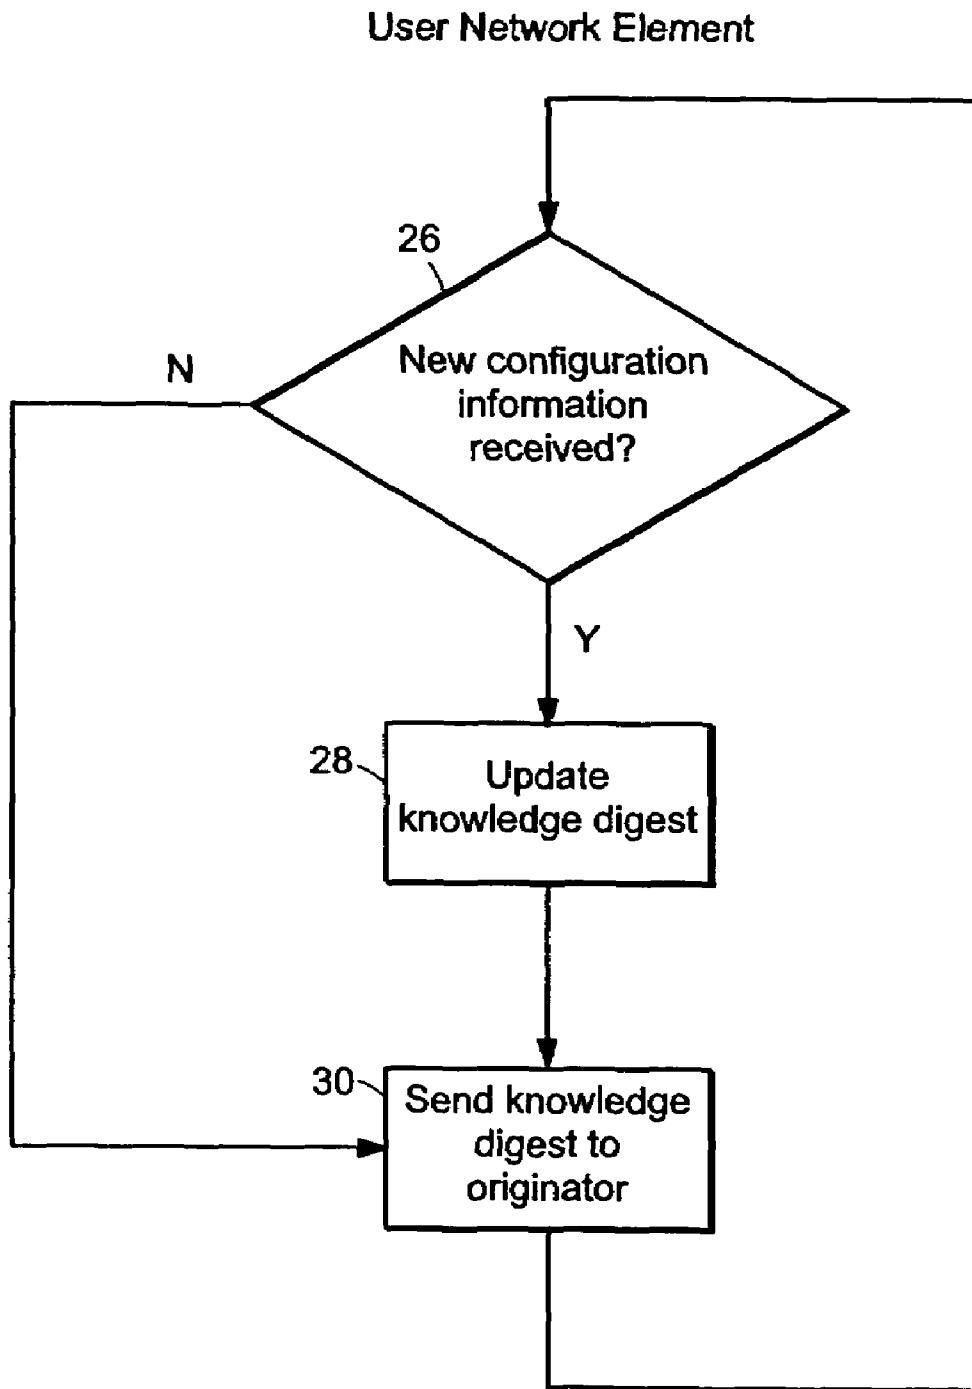 User Network Element
26
N
New configuration
information
received?
Y
28
Update
knowledge digest
30
Send knowledge
digest to
originator